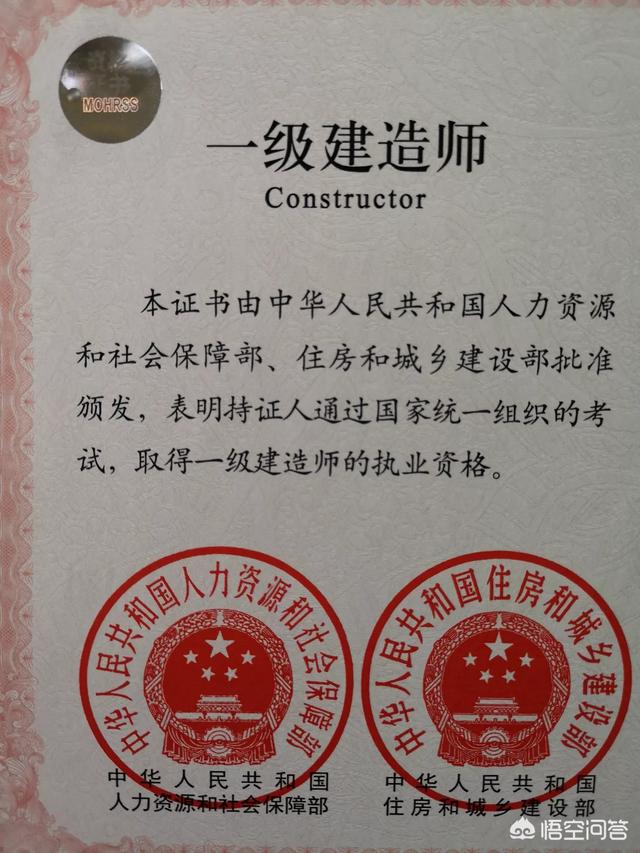 MOHRSS
一级建造师
Constructor
本证书由中华人民共和国人力资源
和社会保障部、住房和城乡建设部批准
颁发，表明持证人通过国家统一组织的考
试，取得一级建造师的执业资格。
中华人民共和国人力资源和社会保障部
中华人民共和国住房和城乡建设部
中华人民共和国
人力资源和社会保障部
中华人民共和国
住房和城乡建设部
悟空问答